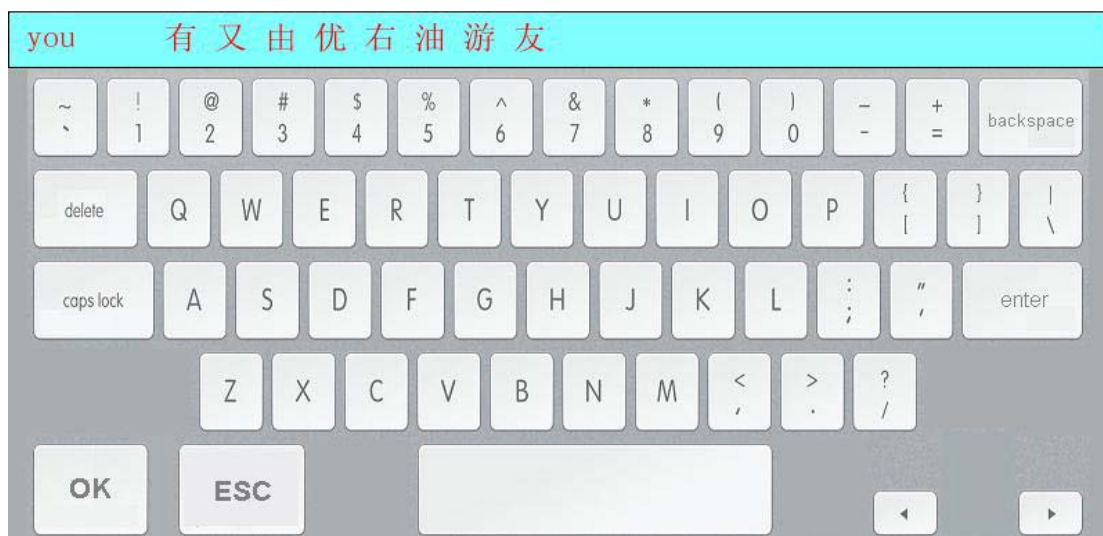 you 有 又 由 优 右 油 游 友
~ ! @ # $ % ^ & * ( ) − +
` 1 2 3 4 5 6 7 8 9 0 - = backspace
delete Q W E R T Y U I O P { } |
[ ] \
caps lock A S D F G H J K L : " enter
; '
Z X C V B N M < > ?
, . /
OK ESC